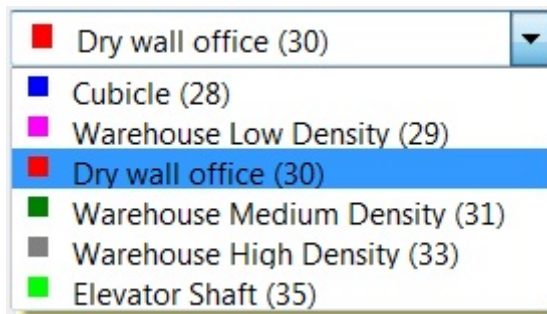 Dry wall office (30)
Cubicle (28)
Warehouse Low Density (29)
Dry wall office (30)
Warehouse Medium Density (31)
Warehouse High Density (33)
Elevator Shaft (35)